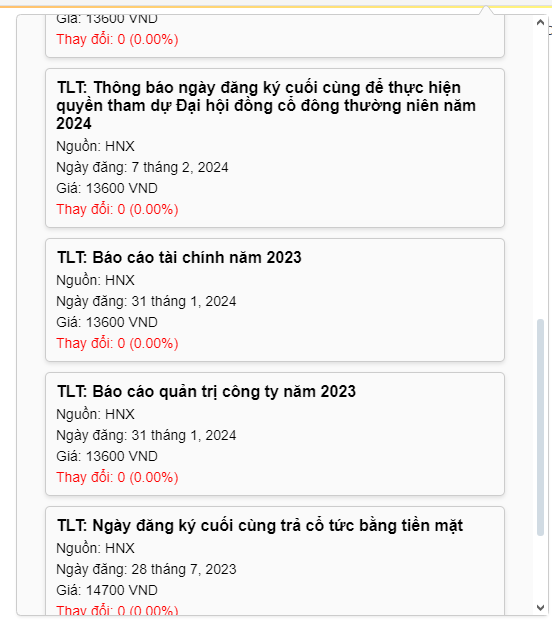 Giá: 13600 VND
Thay đổi: 0 (0.00%)
TLT: Thông báo ngày đăng ký cuối cùng để thực hiện
quyền tham dự Đại hội đồng cổ đông thường niên năm
2024
Nguồn: HNX
Ngày đăng: 7 tháng 2, 2024
Giá: 13600 VND
Thay đổi: 0 (0.00%)
TLT: Báo cáo tài chính năm 2023
Nguồn: HNX
Ngày đăng: 31 tháng 1, 2024
Giá: 13600 VND
Thay đổi: 0 (0.00%)
TLT: Báo cáo quản trị công ty năm 2023
Nguồn: HNX
Ngày đăng: 31 tháng 1, 2024
Giá: 13600 VND
Thay đổi: 0 (0.00%)
TLT: Ngày đăng ký cuối cùng trả cổ tức bằng tiền mặt
Nguồn: HNX
Ngày đăng: 28 tháng 7, 2023
Giá: 14700 VND
Thay đổi: 0 (0.00%)